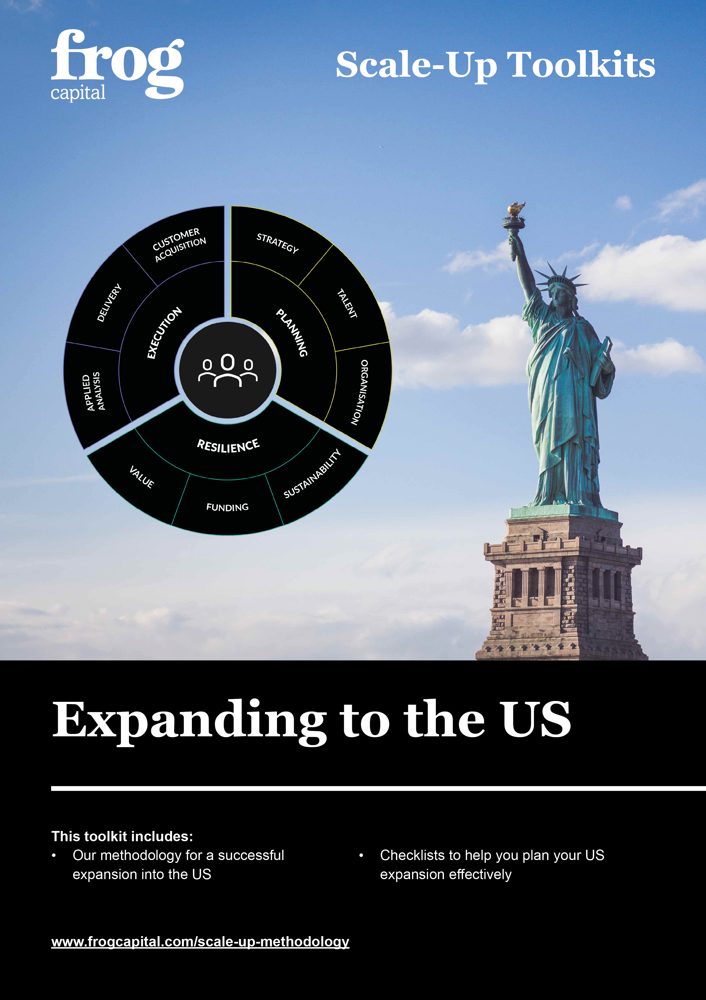 frog
capital
Scale-Up Toolkits
CUSTOMER
ACQUISITION
STRATEGY
DELIVERY
TALENT
EXECUTION
PLANNING
APPLIED
ANALYSIS
ORGANISATION
RESILIENCE
VALUE
FUNDING
SUSTAINABILITY
Expanding to the US
This toolkit includes:
• Our methodology for a successful
expansion into the US
• Checklists to help you plan your US
expansion effectively
www.frogcapital.com/scale-up-methodology